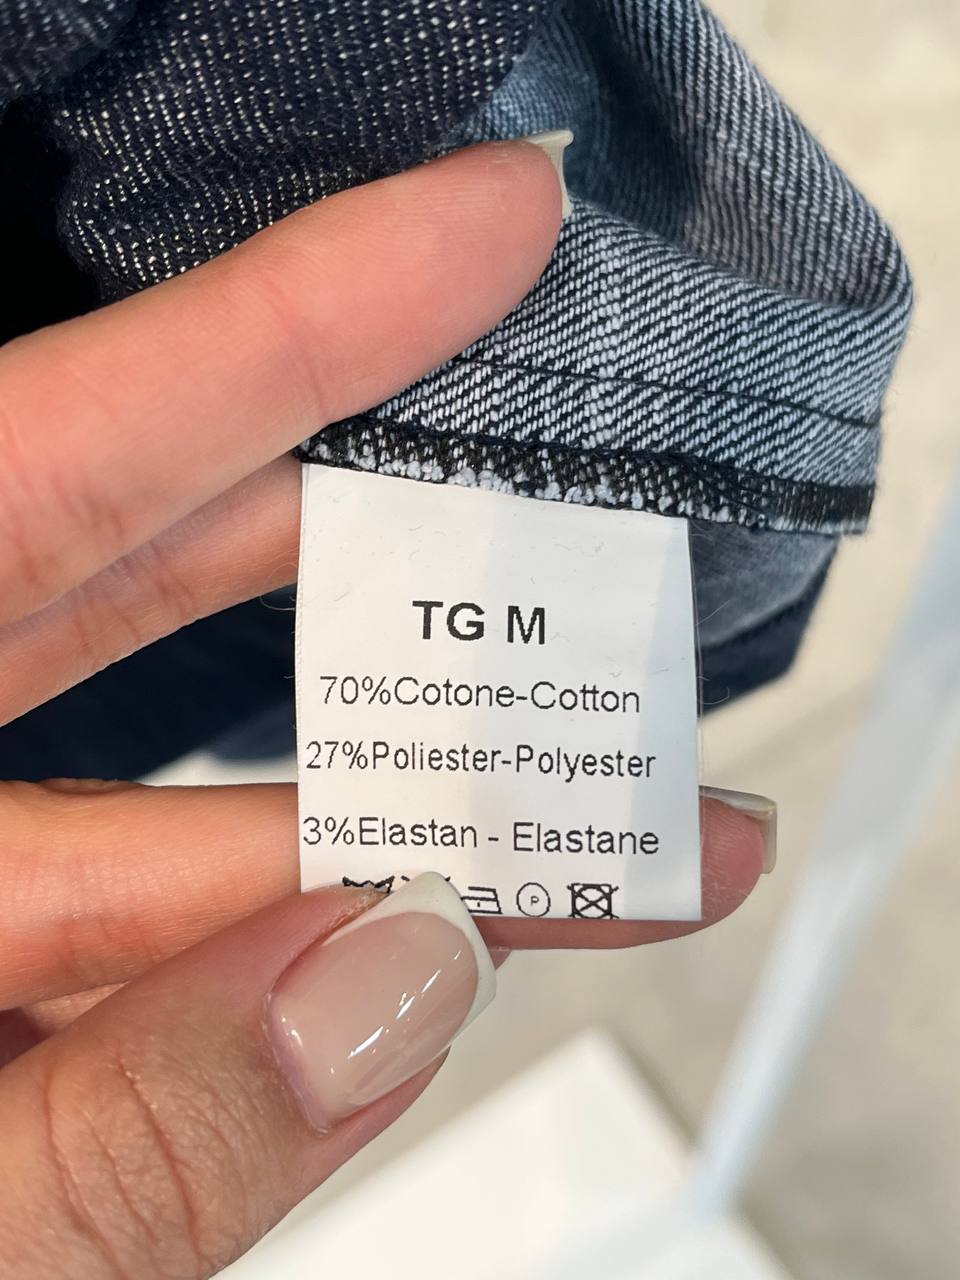 TG M
70%Cotone-Cotton
27%Poliester-Polyester
3%Elastan - Elastane
P